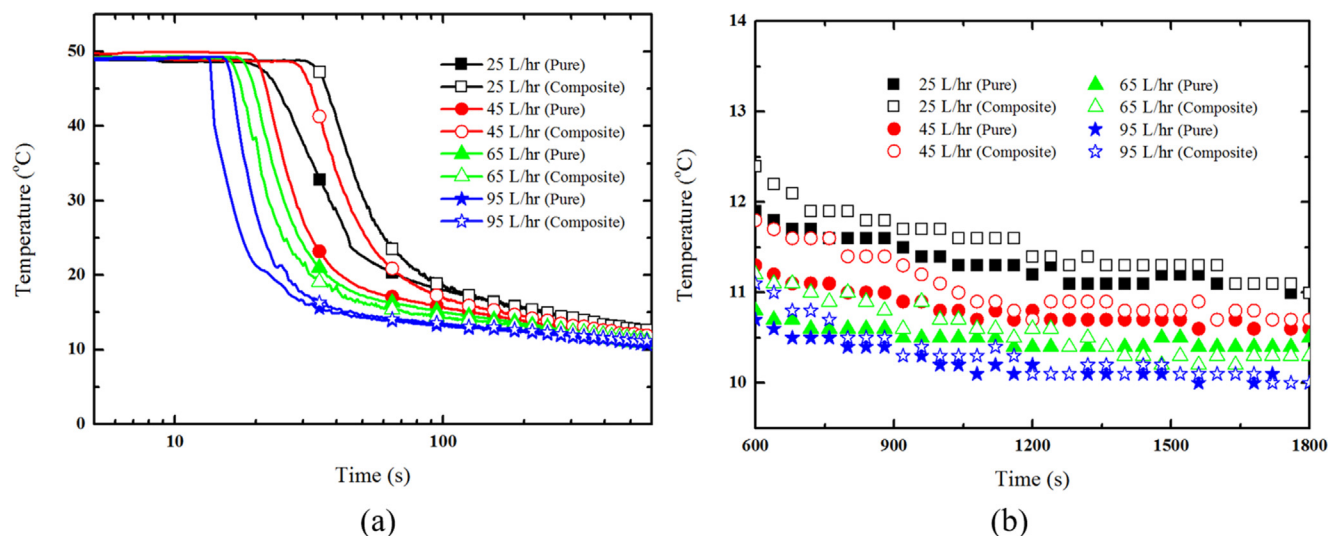 50
40
30
20
10
0
10
100
Temperature (°C)
Time (s)
25 L/hr (Pure)
25 L/hr (Composite)
45 L/hr (Pure)
45 L/hr (Composite)
65 L/hr (Pure)
65 L/hr (Composite)
95 L/hr (Pure)
95 L/hr (Composite)
(a)
14
13
12
11
10
600
900
1200
1500
1800
Temperature (°C)
Time (s)
25 L/hr (Pure)
25 L/hr (Composite)
45 L/hr (Pure)
45 L/hr (Composite)
65 L/hr (Pure)
65 L/hr (Composite)
95 L/hr (Pure)
95 L/hr (Composite)
(b)